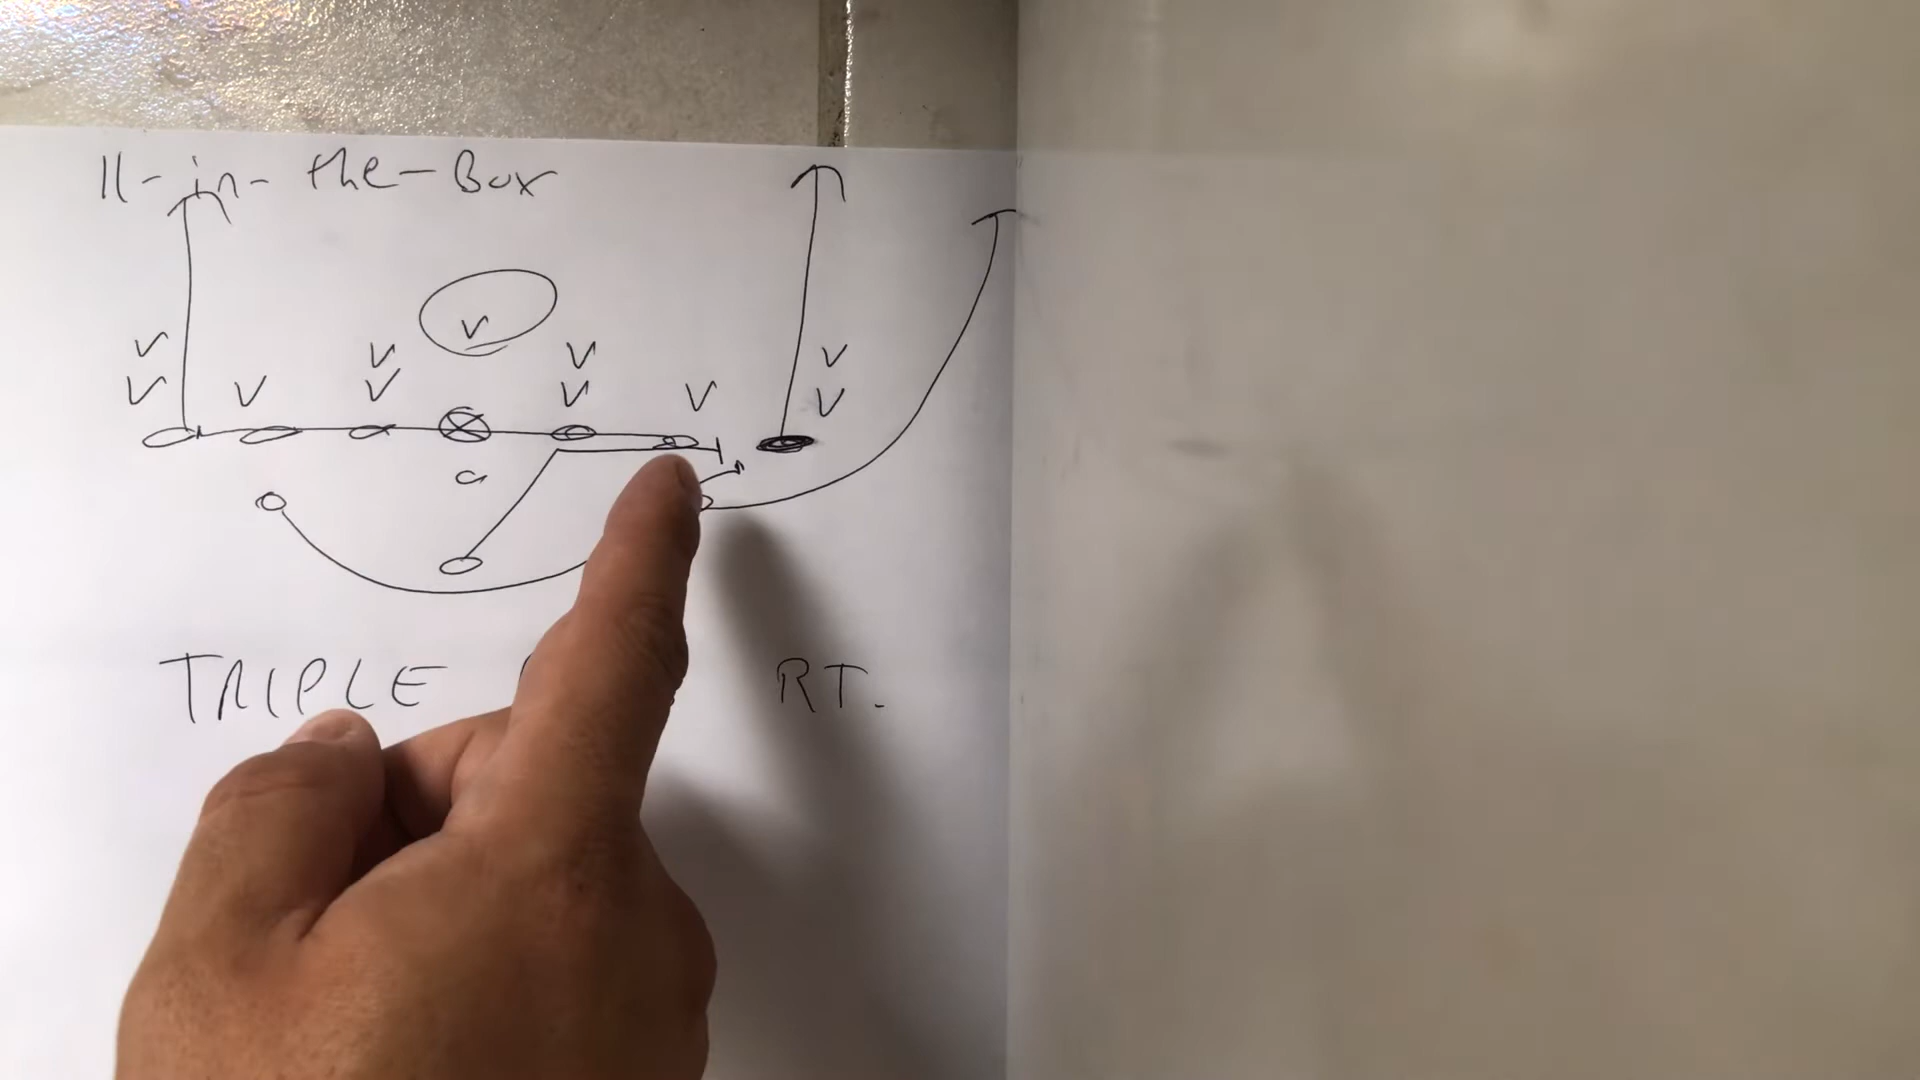 11-in-the-Box
V
V V V V
V V V V V V
TRIPLE RT.